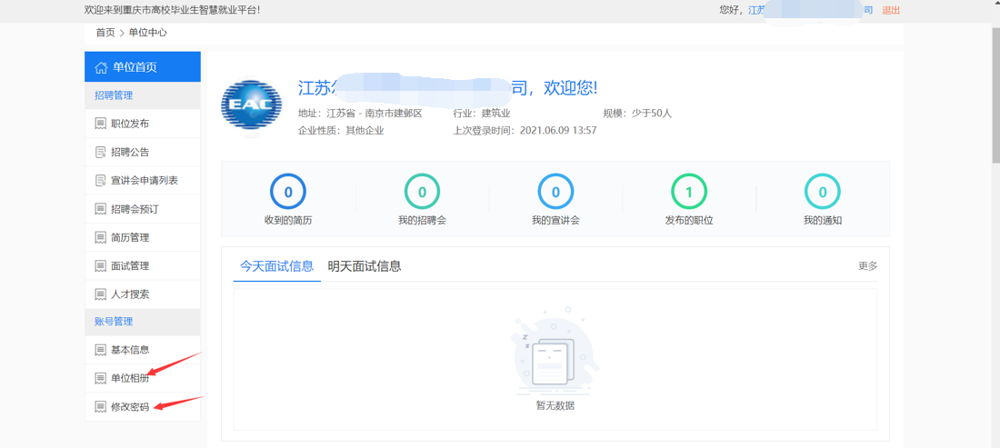 欢迎来到重庆市高校毕业生智慧就业平台！
您好，江苏 司 退出
首页 > 单位中心
单位首页
招聘管理
职位发布
招聘公告
宣讲会申请列表
招聘会预订
简历管理
面试管理
人才搜索
账号管理
基本信息
单位相册
修改密码
EAC
江苏 司，欢迎您!
地址：江苏省 - 南京市建邺区 行业：建筑业 规模：少于50人
企业性质：其他企业 上次登录时间：2021.06.09 13:57
0 0 0 1 0
收到的简历 我的招聘会 我的宣讲会 发布的职位 我的通知
今天面试信息 明天面试信息 更多
z
z
暂无数据